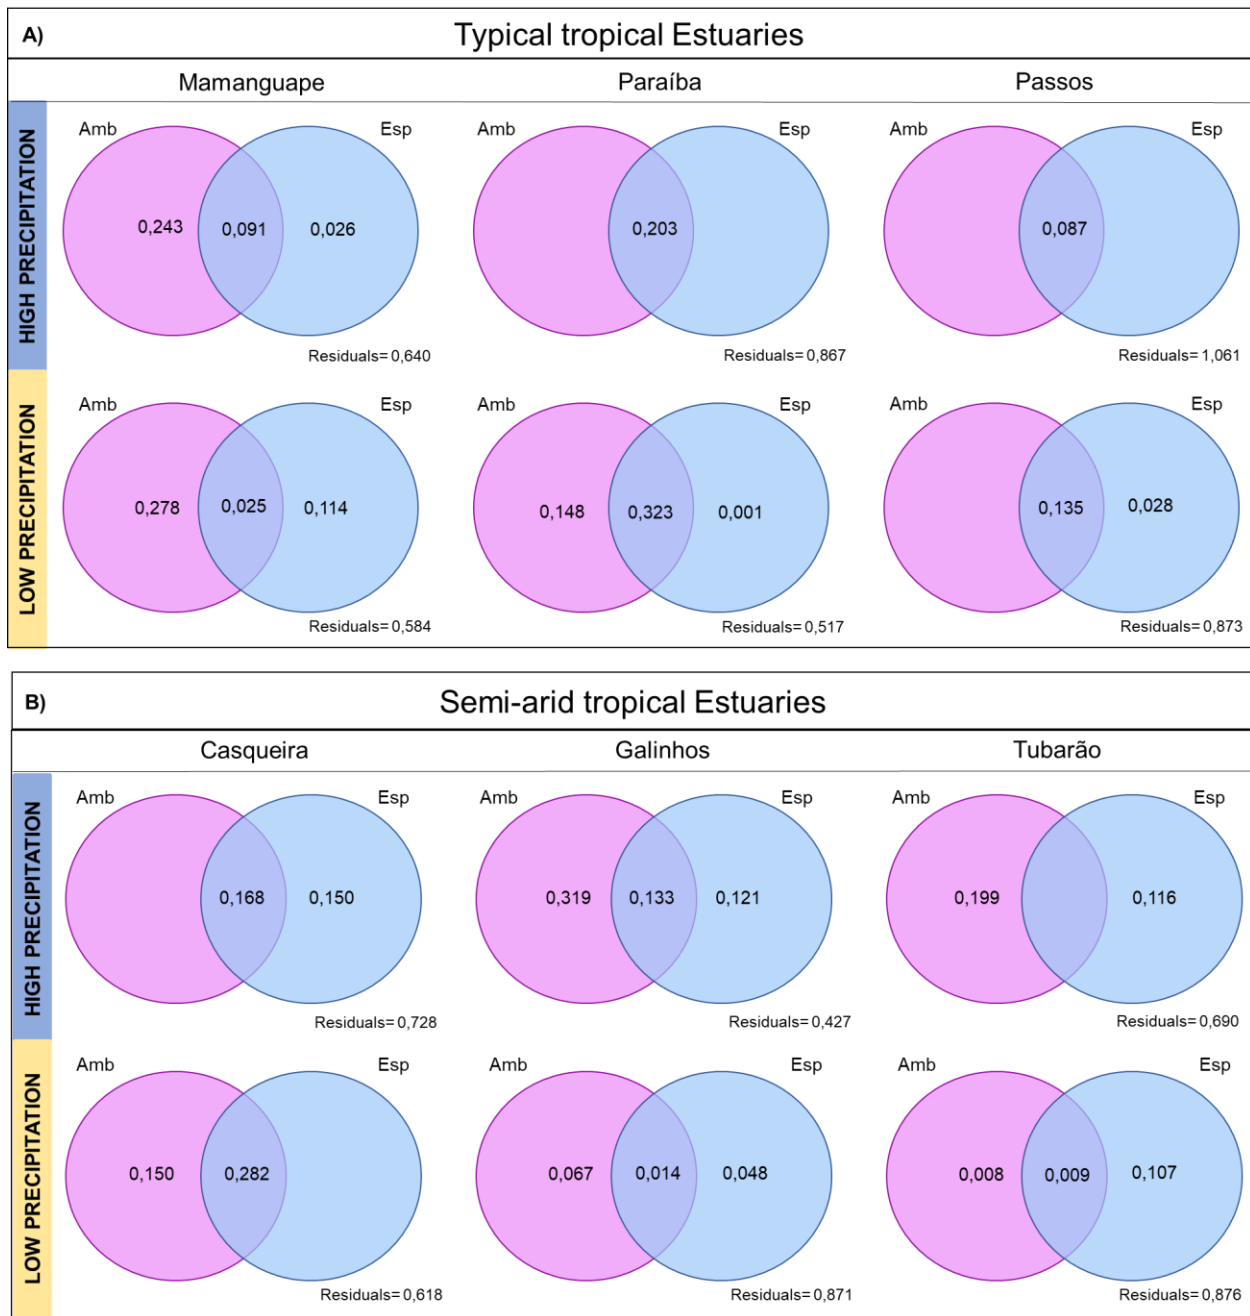 A)
Typical tropical Estuaries
Mamanguape Paraíba Passos
HIGH PRECIPITATION
Amb Esp Amb Esp Amb Esp
0,243 0,091 0,026 0,203 0,087
Residuals= 0,640 Residuals= 0,867 Residuals= 1,061
LOW PRECIPITATION
Amb Esp Amb Esp Amb Esp
0,278 0,025 0,114 0,148 0,323 0,001 0,135 0,028
Residuals= 0,584 Residuals= 0,517 Residuals= 0,873
B)
Semi-arid tropical Estuaries
Casqueira Galinhos Tubarão
HIGH PRECIPITATION
Amb Esp Amb Esp Amb Esp
0,168 0,150 0,319 0,133 0,121 0,199 0,116
Residuals= 0,728 Residuals= 0,427 Residuals= 0,690
LOW PRECIPITATION
Amb Esp Amb Esp Amb Esp
0,150 0,282 0,067 0,014 0,048 0,008 0,009 0,107
Residuals= 0,618 Residuals= 0,871 Residuals= 0,876